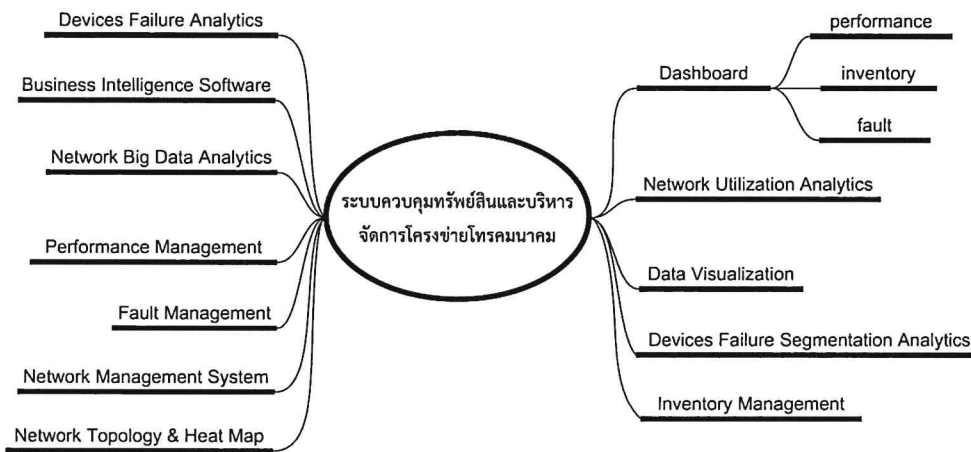 Devices Failure Analytics
Business Intelligence Software
Network Big Data Analytics
Performance Management
Fault Management
Network Management System
Network Topology & Heat Map
ระบบควบคุมทรัพย์สินและบริหาร
จัดการโครงข่ายโทรคมนาคม
Dashboard
performance
inventory
fault
Network Utilization Analytics
Data Visualization
Devices Failure Segmentation Analytics
Inventory Management